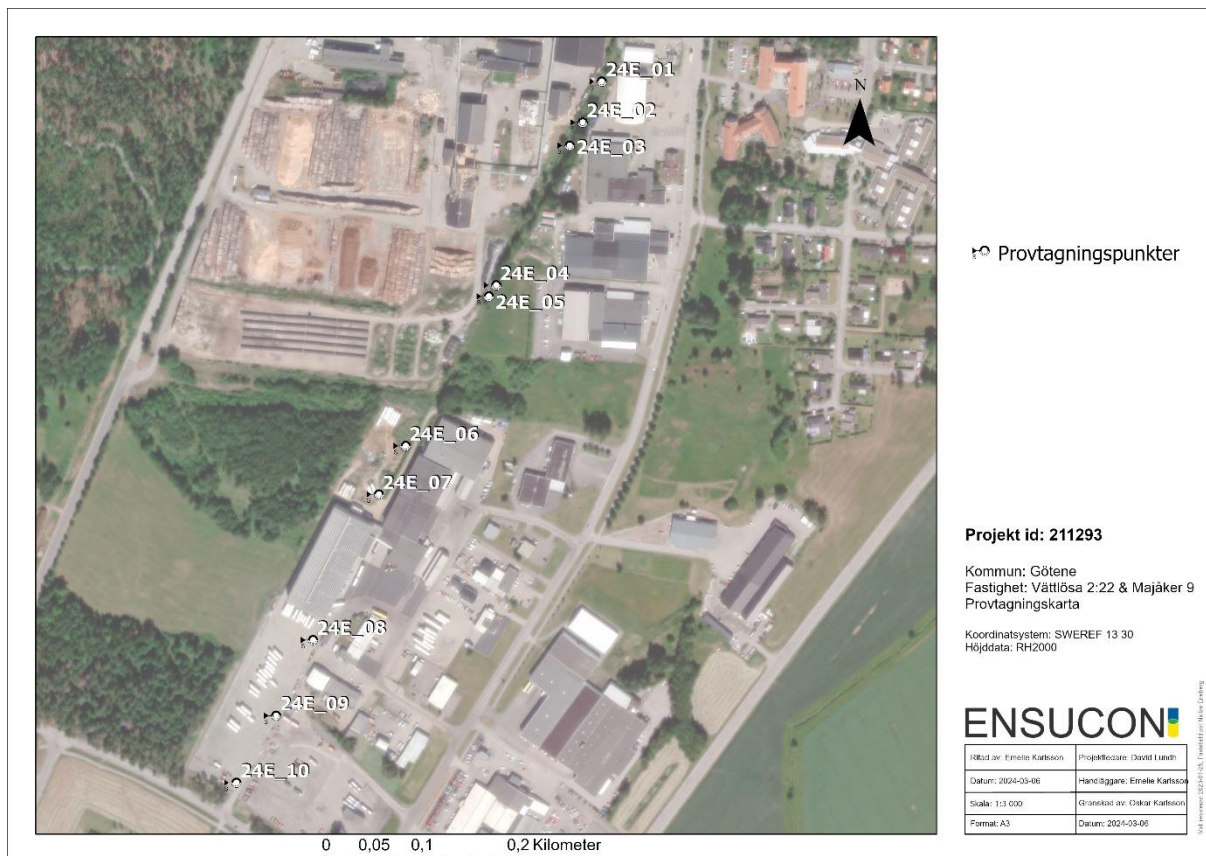 24E_01
N
24E_02
24E_03
Provtagningspunkter
24E_04
24E_05
24E_06
24E_07
Projekt id: 211293
Kommun: Götene
Fastighet: Vättlösa 2:22 & Majåker 9
Provtagningskarta
Koordinatsystem: SWEREF 13 30
Höjddata: RH2000
24E_08
24E_09
24E_10
ENSUCON
Ritad av: Emelie Karlsson Projektledare: David Lundh
Datum: 2024-03-06 Handläggare: Emelie Karlsson
Skala: 1:3 000 Granskad av: Oskar Karlsson
Format: A3 Datum: 2024-03-06
0 0,05 0,1 0,2 Kilometer